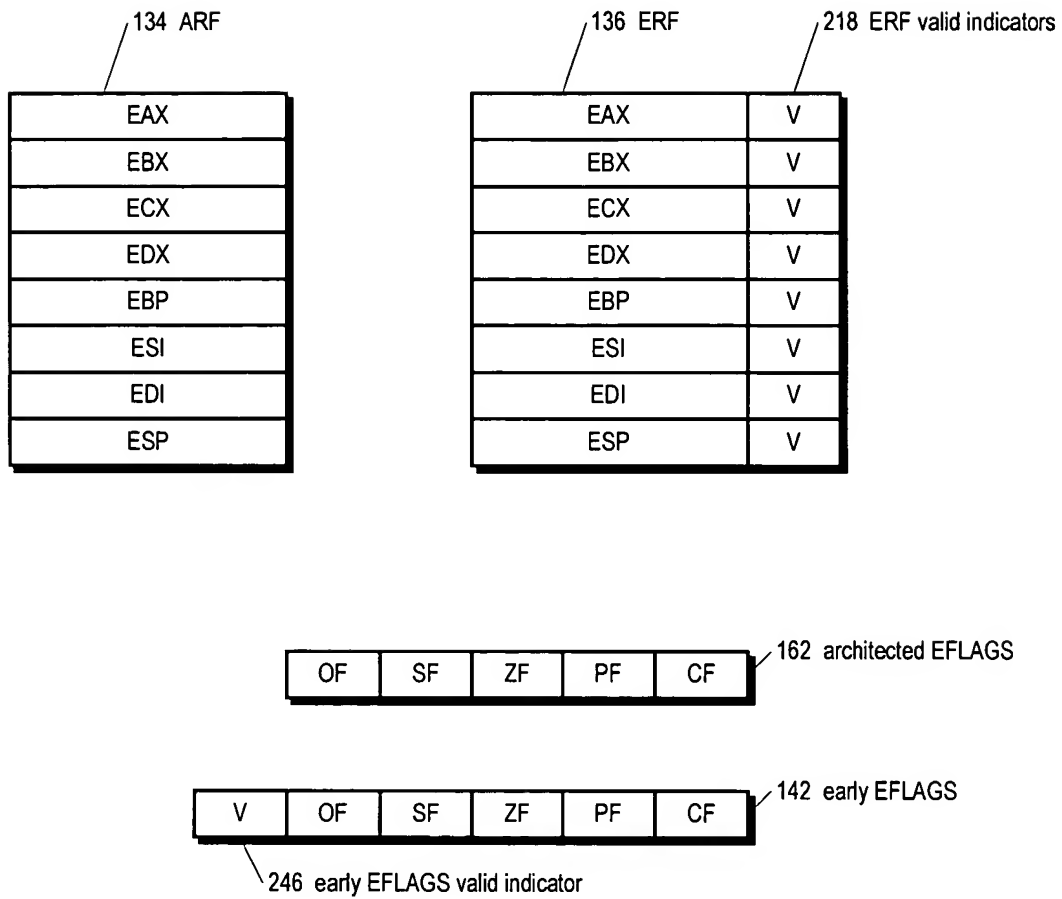 134 ARF
136 ERF
218 ERF valid indicators
EAX
EBX
ECX
EDX
EBP
ESI
EDI
ESP
EAX V
EBX V
ECX V
EDX V
EBP V
ESI V
EDI V
ESP V
OF SF ZF PF CF
162 architected EFLAGS
V OF SF ZF PF CF
142 early EFLAGS
246 early EFLAGS valid indicator